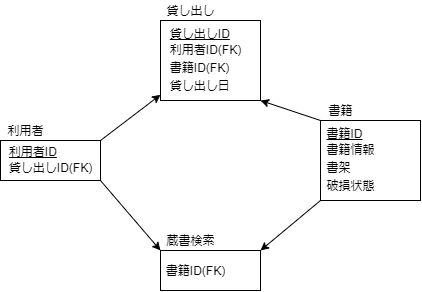 貸し出し
貸し出しID
利用者ID(FK)
書籍ID(FK)
貸し出し日
利用者
利用者ID
貸し出しID(FK)
書籍
書籍ID
書籍情報
書架
破損状態
蔵書検索
書籍ID(FK)